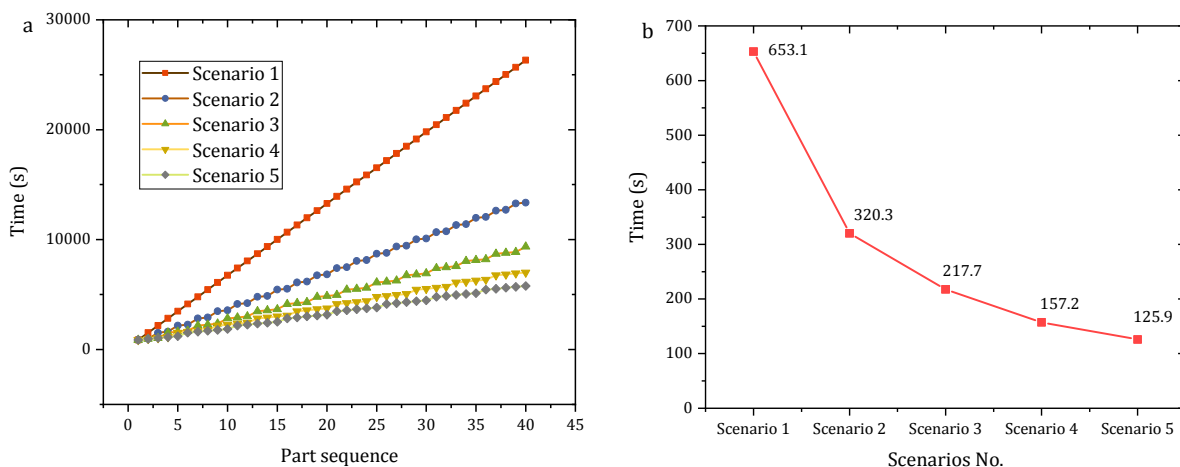 a
30000
20000
10000
0
Time (s)
Scenario 1
Scenario 2
Scenario 3
Scenario 4
Scenario 5
0 5 10 15 20 25 30 35 40 45
Part sequence
b
700
600
500
400
300
200
100
0
Time (s)
653.1
320.3
217.7
157.2
125.9
Scenario 1 Scenario 2 Scenario 3 Scenario 4 Scenario 5
Scenarios No.